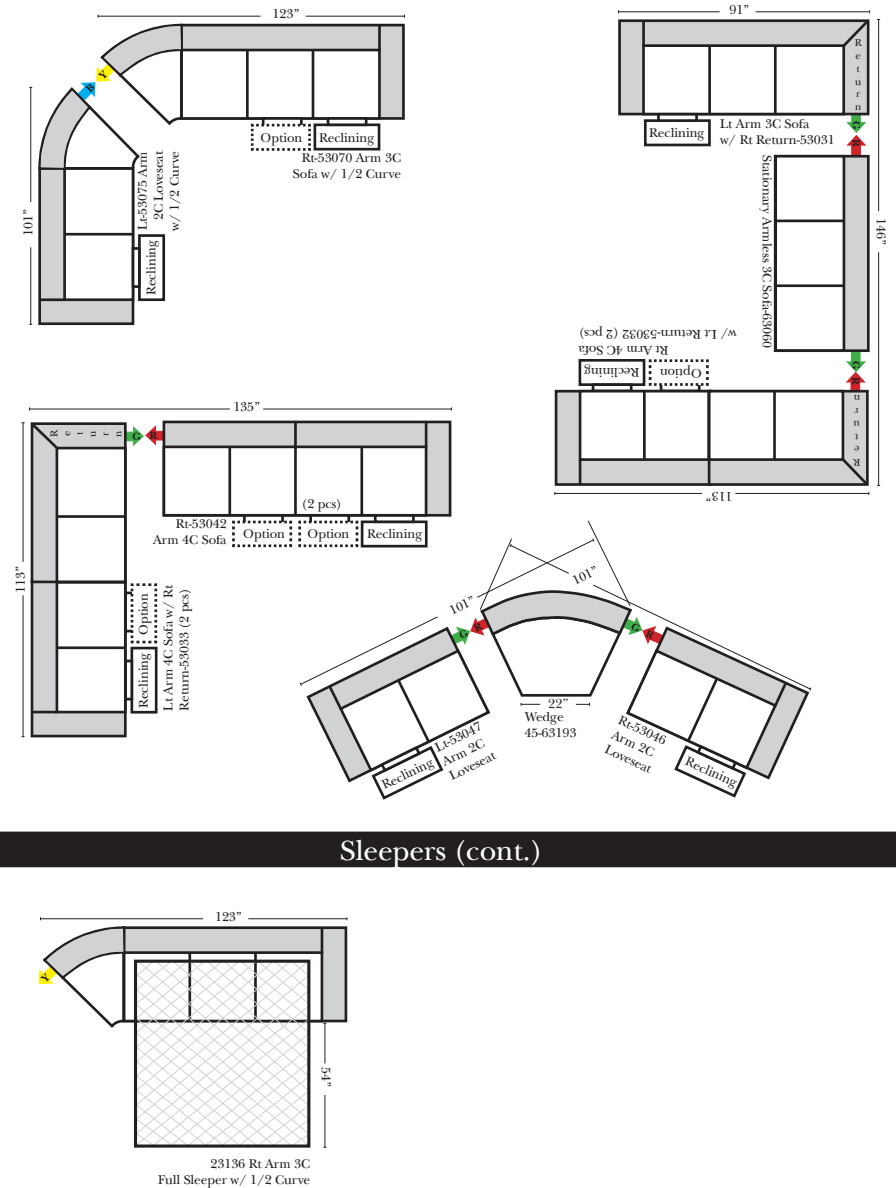 123”
Y
B
Option
Reclining
Rt-53070 Arm 3C
Sofa w/ 1/2 Curve
101”
Lt-53075 Arm
2C Loveseat
w/ 1/2 Curve
Reclining
91”
Return
Reclining
Lt Arm 3C Sofa
w/ Rt Return-53031
G
R
Stationary Armless 3C Sofa-63060
146”
G
R
Rt Arm 4C Sofa
w/ Lt Return-53032 (2 pcs)
Reclining
Option
Return
113”
135”
Return
G
R
(2 pcs)
Rt-53042
Arm 4C Sofa
Option
Option
Reclining
113”
Option
Reclining
Lt Arm 4C Sofa w/ Rt
Return-53033 (2 pcs)
101”
101”
G
R
G
R
22”
Wedge
45-63193
Lt-53047
Arm 2C
Loveseat
Reclining
Rt-53046
Arm 2C
Loveseat
Reclining
Sleepers (cont.)
123”
Y
54”
23136 Rt Arm 3C
Full Sleeper w/ 1/2 Curve